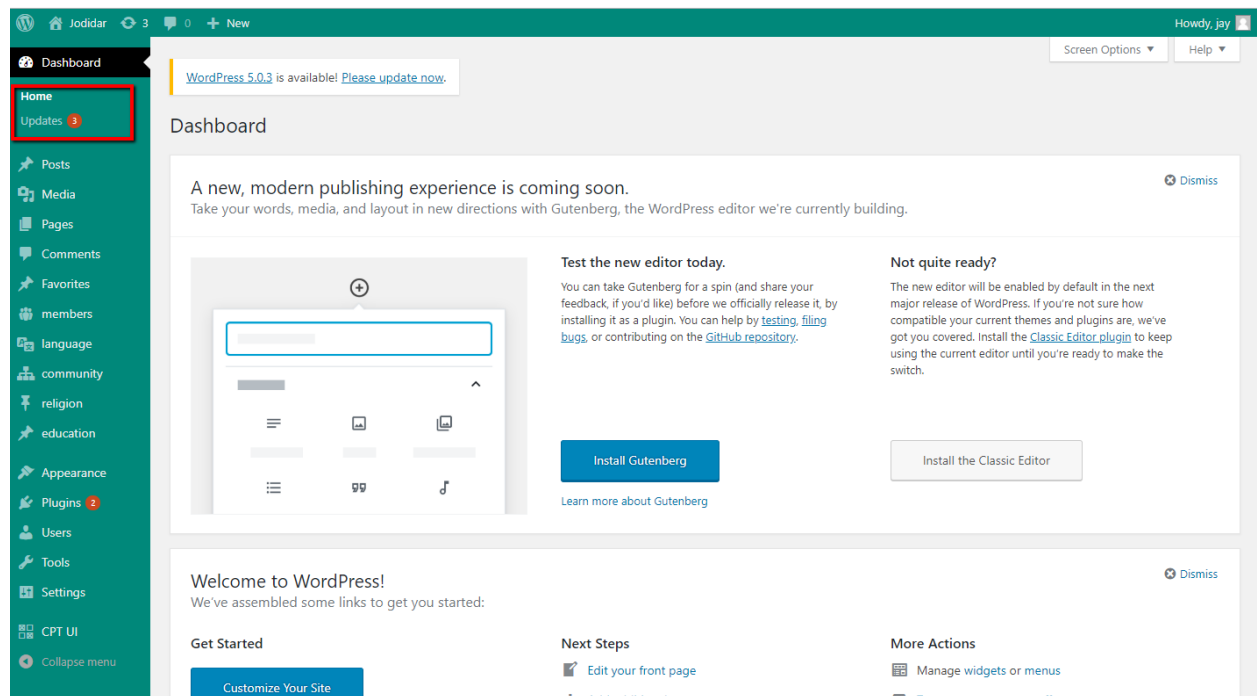 Jodidar 3 0 + New Howdy, jay
Screen Options ▼ Help ▼
Dashboard
Home
Updates 3
Posts
Media
Pages
Comments
Favorites
members
language
community
religion
education
Appearance
Plugins 2
Users
Tools
Settings
CPT UI
Collapse menu
WordPress 5.0.3 is available! Please update now.
Dashboard
A new, modern publishing experience is coming soon.
Dismiss
Take your words, media, and layout in new directions with Gutenberg, the WordPress editor we're currently building.
Test the new editor today.
You can take Gutenberg for a spin (and share your
feedback, if you'd like) before we officially release it, by
installing it as a plugin. You can help by testing, filing
bugs, or contributing on the GitHub repository.
Install Gutenberg
Learn more about Gutenberg
Not quite ready?
The new editor will be enabled by default in the next
major release of WordPress. If you're not sure how
compatible your current themes and plugins are, we've
got you covered. Install the Classic Editor plugin to keep
using the current editor until you're ready to make the
switch.
Install the Classic Editor
Welcome to WordPress!
Dismiss
We've assembled some links to get you started:
Get Started
Customize Your Site
Next Steps
Edit your front page
More Actions
Manage widgets or menus